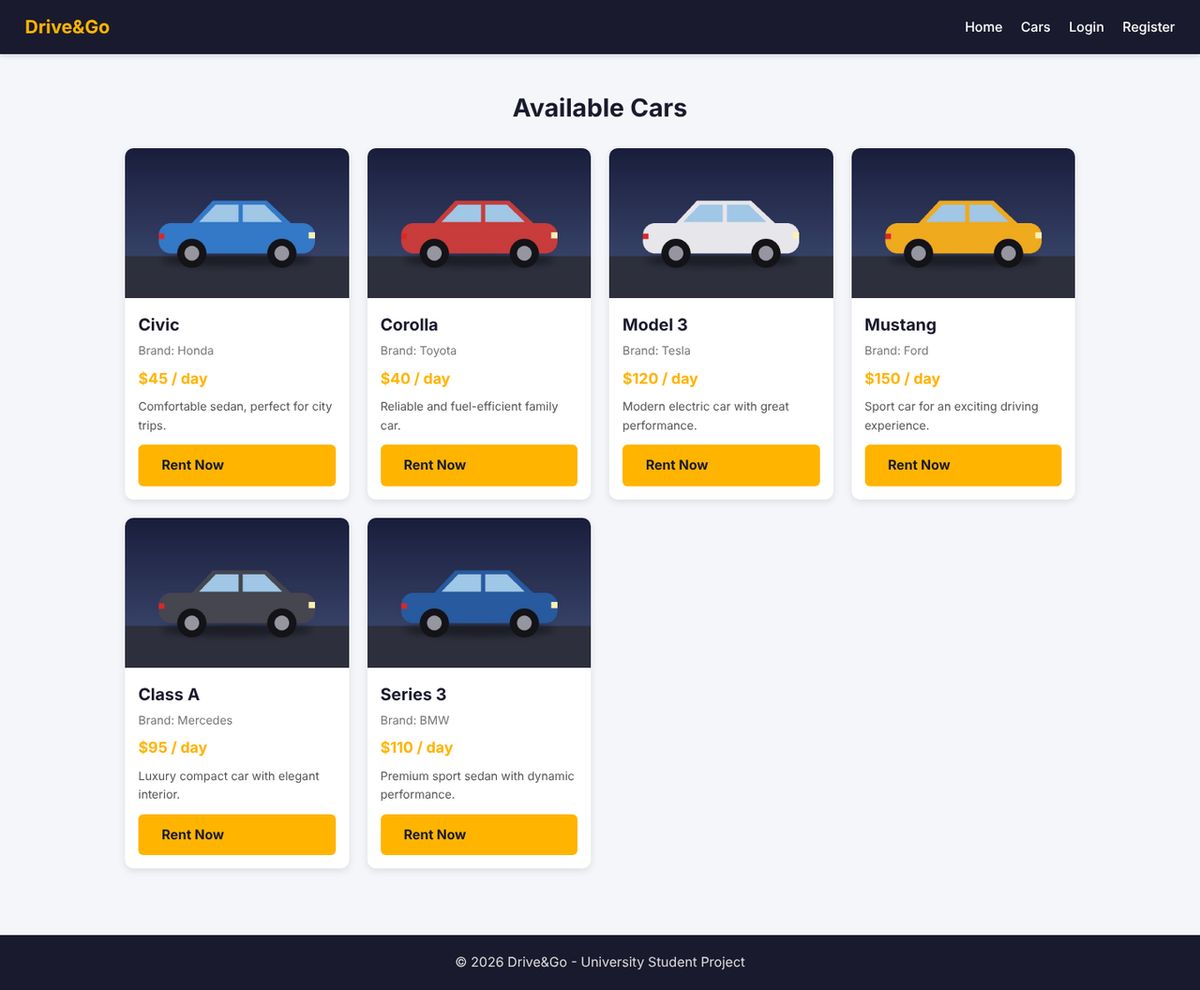 Drive&Go
Home Cars Login Register
Available Cars
Civic
Brand: Honda
$45 / day
Comfortable sedan, perfect for city
trips.
Rent Now
Corolla
Brand: Toyota
$40 / day
Reliable and fuel-efficient family
car.
Rent Now
Model 3
Brand: Tesla
$120 / day
Modern electric car with great
performance.
Rent Now
Mustang
Brand: Ford
$150 / day
Sport car for an exciting driving
experience.
Rent Now
Class A
Brand: Mercedes
$95 / day
Luxury compact car with elegant
interior.
Rent Now
Series 3
Brand: BMW
$110 / day
Premium sport sedan with dynamic
performance.
Rent Now
© 2026 Drive&Go - University Student Project